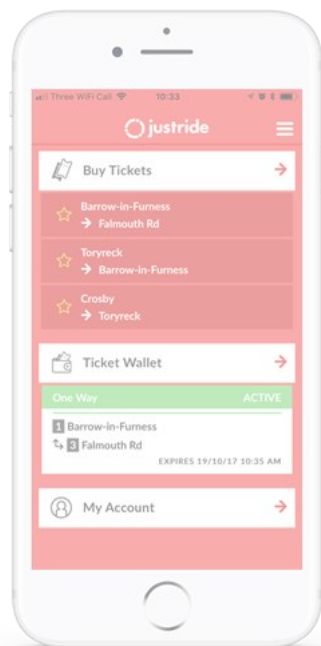 Three WiFi Call 10:33
justride
Buy Tickets
Barrow-in-Furness
Falmouth Rd
Toryreck
Barrow-in-Furness
Crosby
Toryreck
Ticket Wallet
One Way ACTIVE
1 Barrow-in-Furness
3 Falmouth Rd
EXPIRES 19/10/17 10:35 AM
My Account